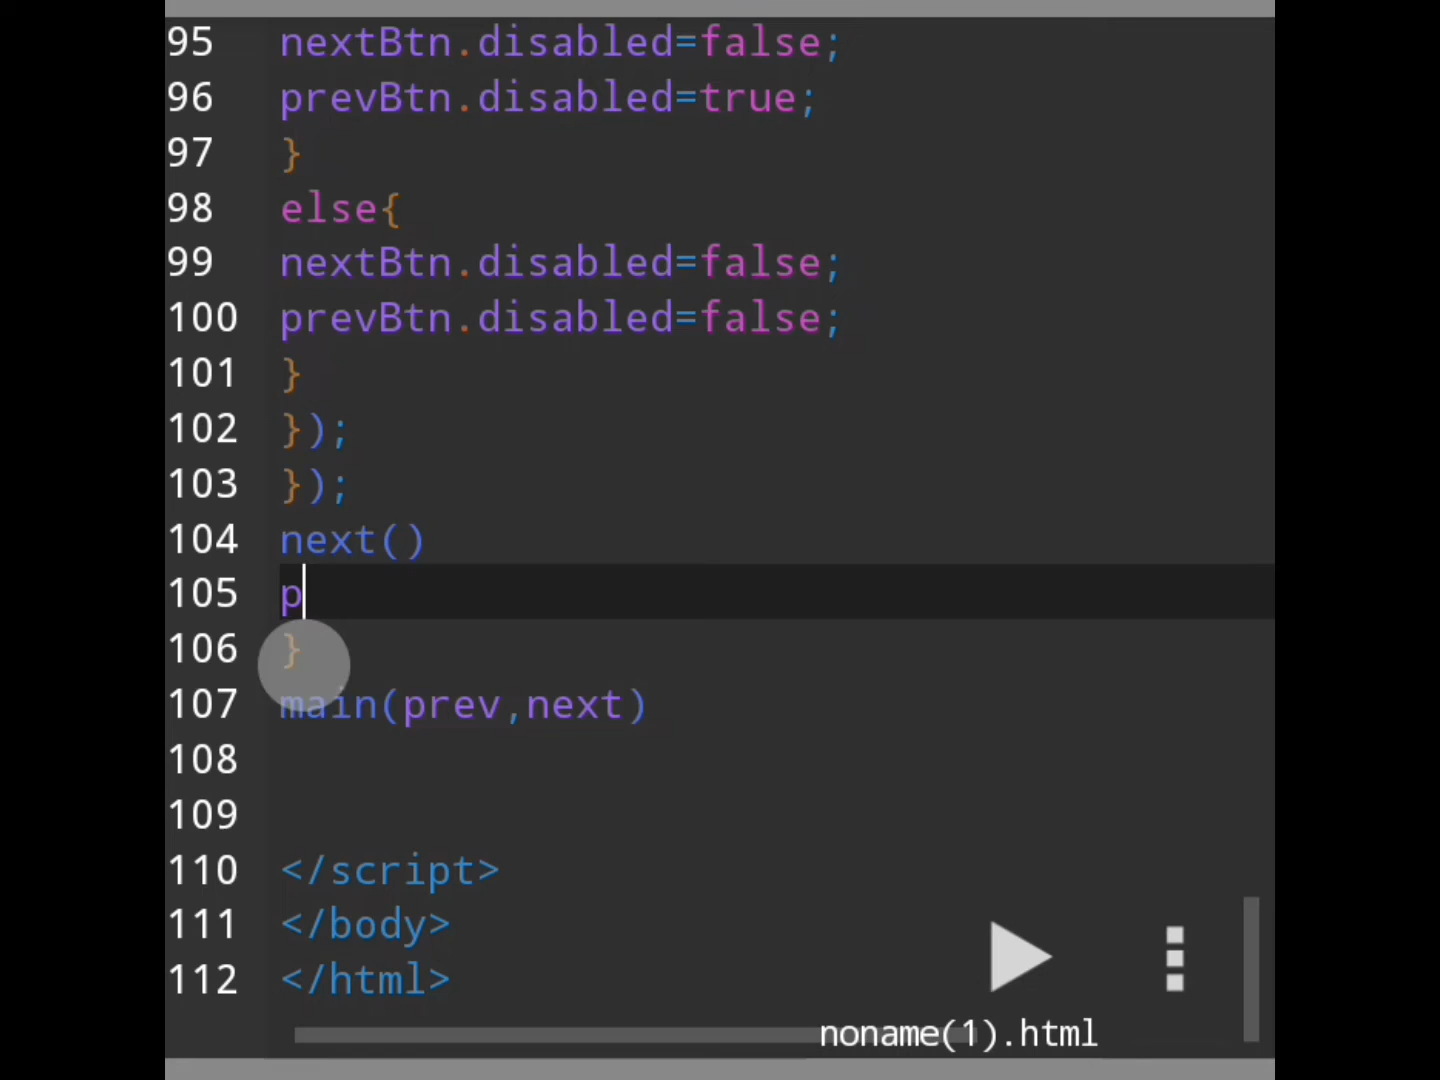 95 nextBtn.disabled=false;
96 prevBtn.disabled=true;
97 }
98 else{
99 nextBtn.disabled=false;
100 prevBtn.disabled=false;
101 }
102 });
103 });
104 next()
105 p
106 }
107 main(prev,next)
108
109
110 </script>
111 </body>
112 </html>
noname(1).html